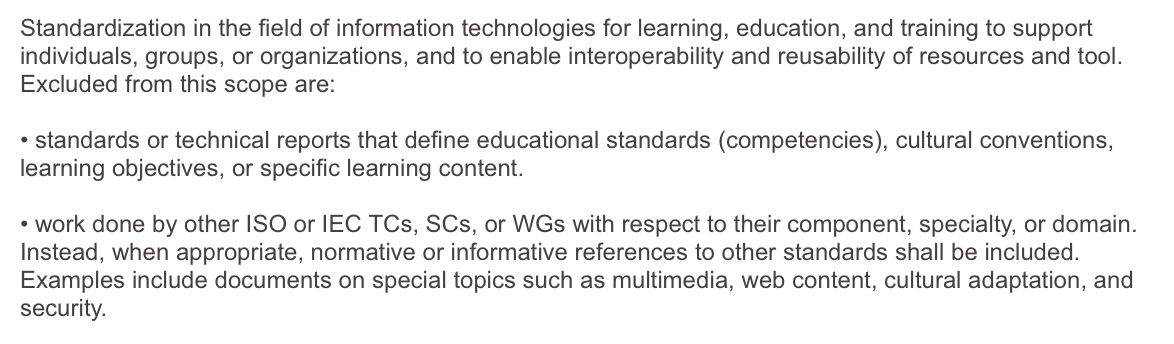 Standardization in the field of information technologies for learning, education, and training to support
individuals, groups, or organizations, and to enable interoperability and reusability of resources and tool.
Excluded from this scope are:
• standards or technical reports that define educational standards (competencies), cultural conventions,
learning objectives, or specific learning content.
• work done by other ISO or IEC TCs, SCs, or WGs with respect to their component, specialty, or domain.
Instead, when appropriate, normative or informative references to other standards shall be included.
Examples include documents on special topics such as multimedia, web content, cultural adaptation, and
security.